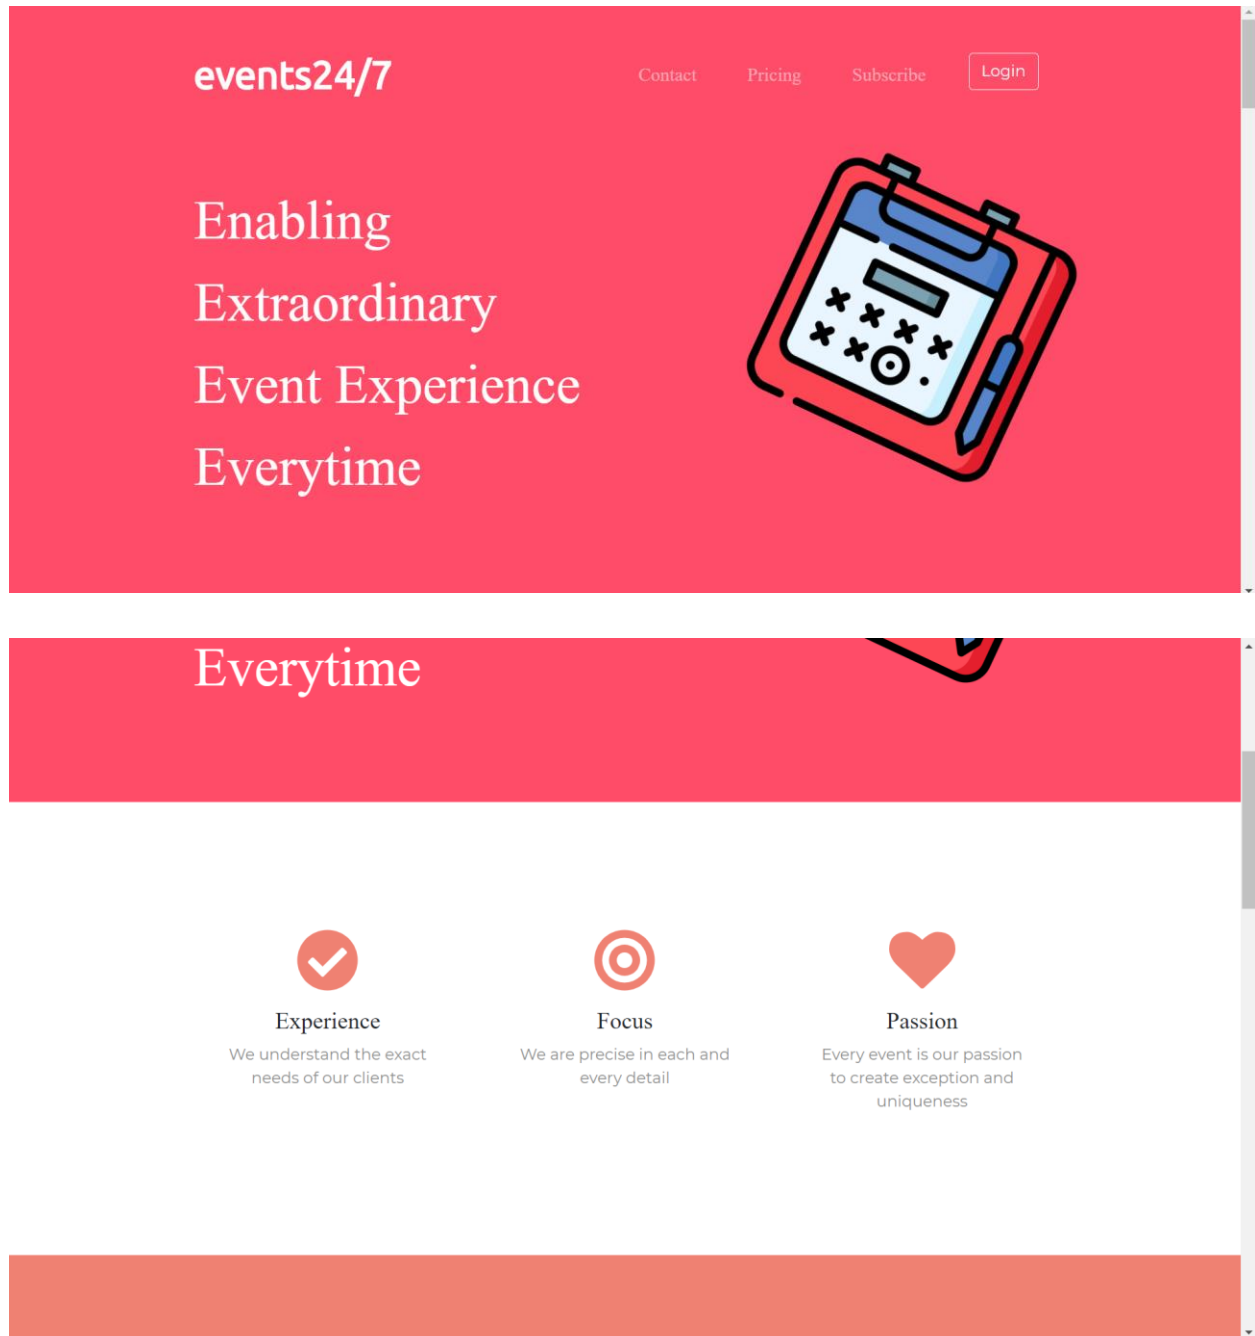 events24/7
Contact Pricing Subscribe Login
Enabling
Extraordinary
Event Experience
Everytime
Everytime
Experience
We understand the exact
needs of our clients
Focus
We are precise in each and
every detail
Passion
Every event is our passion
to create exception and
uniqueness